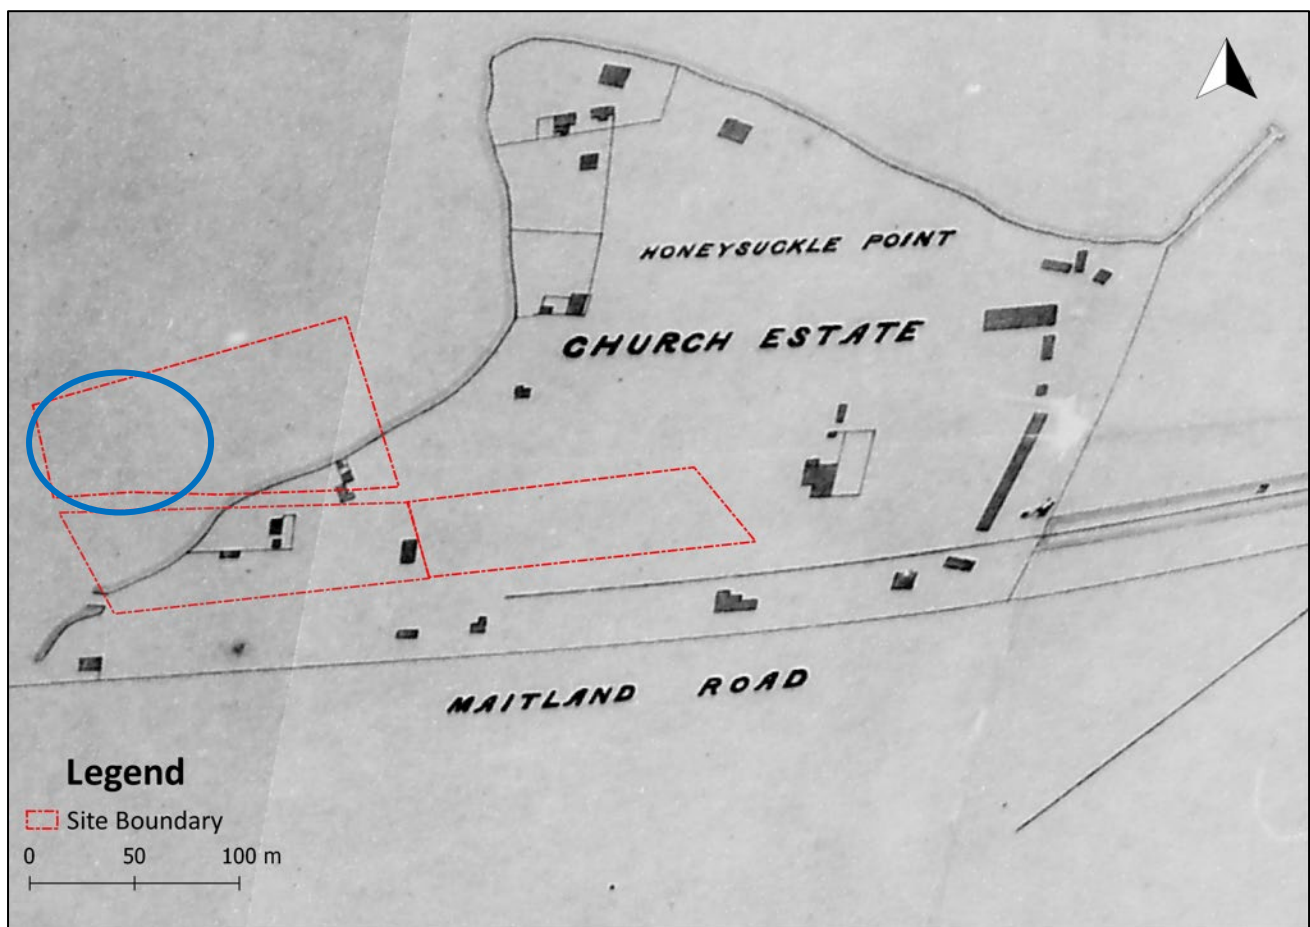 HONEYSUCKLE POINT
CHURCH ESTATE
MAITLAND ROAD
Legend
Site Boundary
0 50 100 m